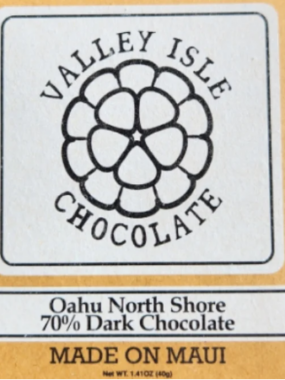 VALLEY ISLE
CHOCOLATE
Oahu North Shore
70% Dark Chocolate
MADE ON MAUI
Net WT. 1.41OZ (40g)